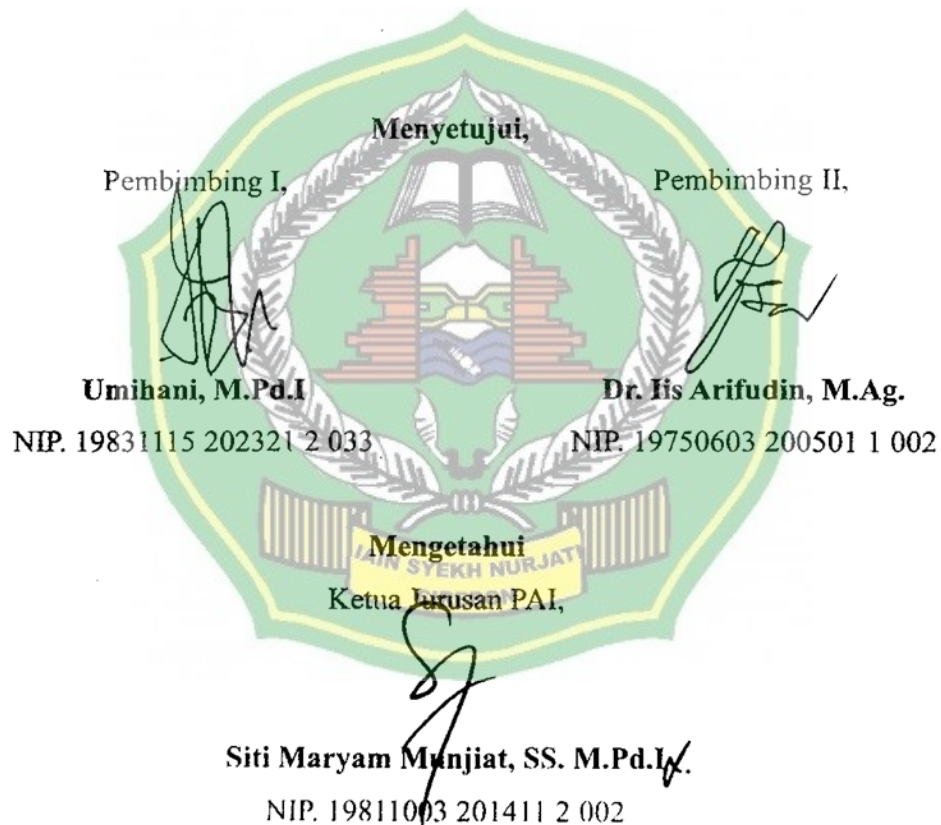 Menyetujui,
Pembimbing I, Pembimbing II,
Umihani, M.Pd.I Dr. Iis Arifudin, M.Ag.
NIP. 19831115 202321 2 033 NIP. 19750603 200501 1 002
Mengetahui
IAIN SYEKH NURJATI
CIREBON
Ketua Jurusan PAI,
Siti Maryam Munjiat, SS. M.Pd.I
NIP. 19811003 201411 2 002